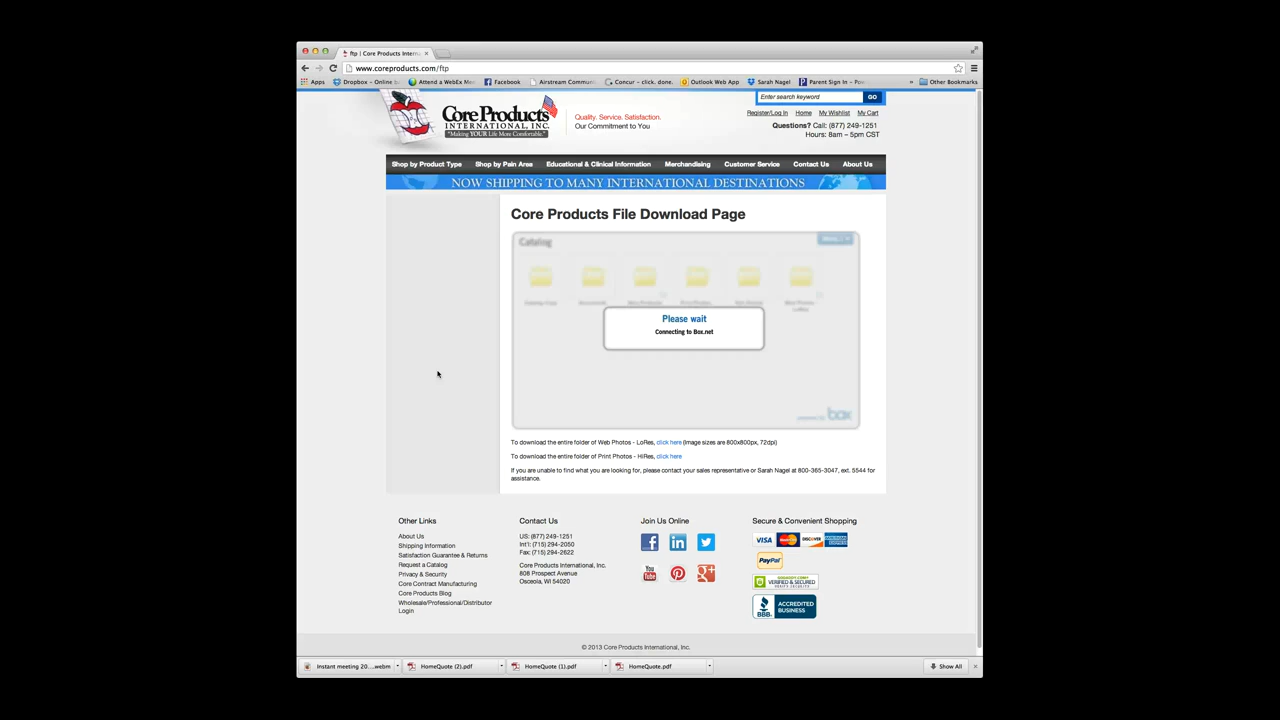 ftp | Core Products Intern
www.coreproducts.com/ftp
Apps
Dropbox – Online b
Attend a WebEx Me
Facebook
Airstream Commun
Concur – click. done.
Outlook Web App
Sarah Nagel
Parent Sign In – Pow
»
Other Bookmarks
Core Products
INTERNATIONAL, INC.
"Making YOUR Life More Comfortable."
Quality. Service. Satisfaction.
Our Commitment to You
Enter search keyword
GO
Register/Log In
Home
My Wishlist
My Cart
Questions? Call: (877) 249-1251
Hours: 8am – 5pm CST
Shop by Product Type
Shop by Pain Area
Educational & Clinical Information
Merchandising
Customer Service
Contact Us
About Us
NOW SHIPPING TO MANY INTERNATIONAL DESTINATIONS
Core Products File Download Page
Catalog
Please wait
Connecting to Box.net
powered by box
To download the entire folder of Web Photos - LoRes, click here (Image sizes are 800x800px, 72dpi)
To download the entire folder of Print Photos - HiRes, click here
If you are unable to find what you are looking for, please contact your sales representative or Sarah Nagel at 800-365-3047, ext. 5544 for
assistance.
Other Links
About Us
Shipping Information
Satisfaction Guarantee & Returns
Request a Catalog
Privacy & Security
Core Contract Manufacturing
Core Products Blog
Wholesale/Professional/Distributor
Login
Contact Us
US: (877) 249-1251
Int'l: (715) 294-2050
Fax: (715) 294-2622
Core Products International, Inc.
808 Prospect Avenue
Osceola, WI 54020
Join Us Online
You
Tube
Secure & Convenient Shopping
VISA
MasterCard
DISCOVER
AMERICAN
EXPRESS
PayPal
GODADDY.COM
VERIFIED & SECURED
BBB.
ACCREDITED
BUSINESS
© 2013 Core Products International, Inc.
Instant meeting 20....webm
HomeQuote (2).pdf
HomeQuote (1).pdf
HomeQuote.pdf
Show All